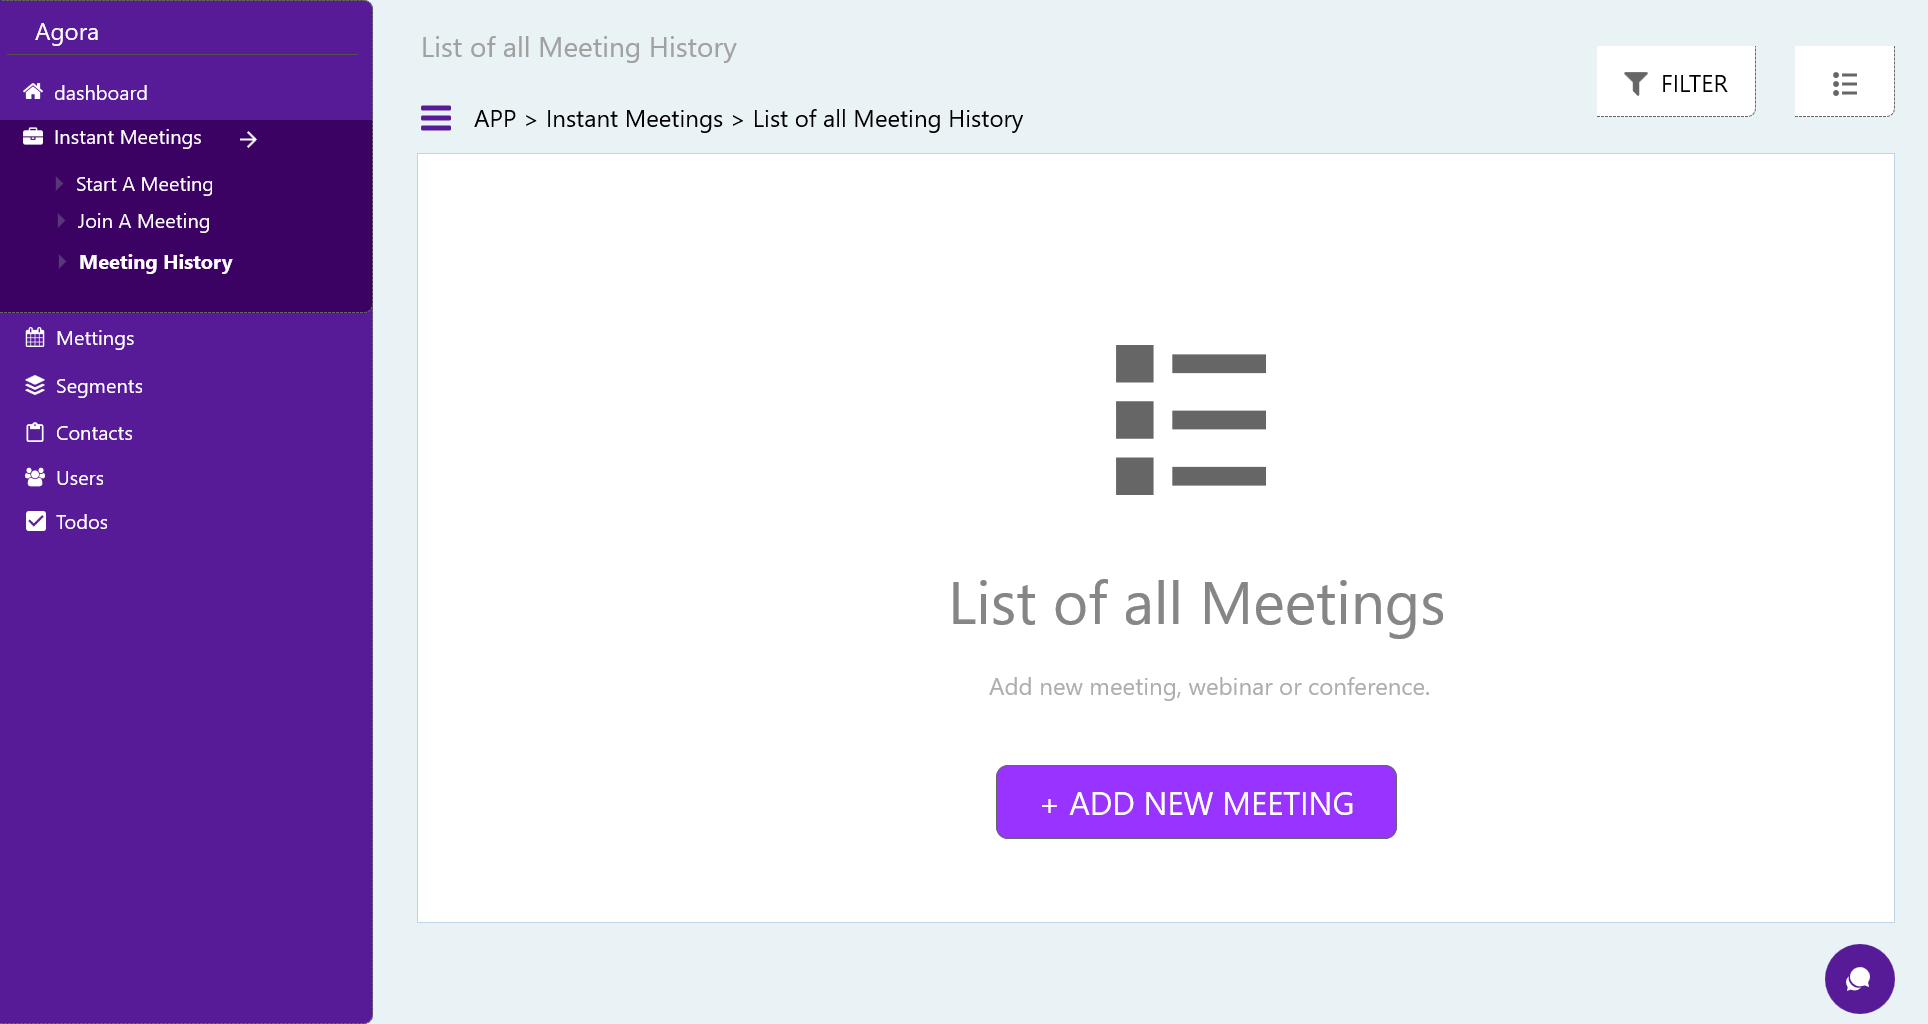 Agora
dashboard
Instant Meetings
Start A Meeting
Join A Meeting
Meeting History
Mettings
Segments
Contacts
Users
Todos
List of all Meeting History
FILTER
APP > Instant Meetings > List of all Meeting History
List of all Meetings
Add new meeting, webinar or conference.
+ ADD NEW MEETING